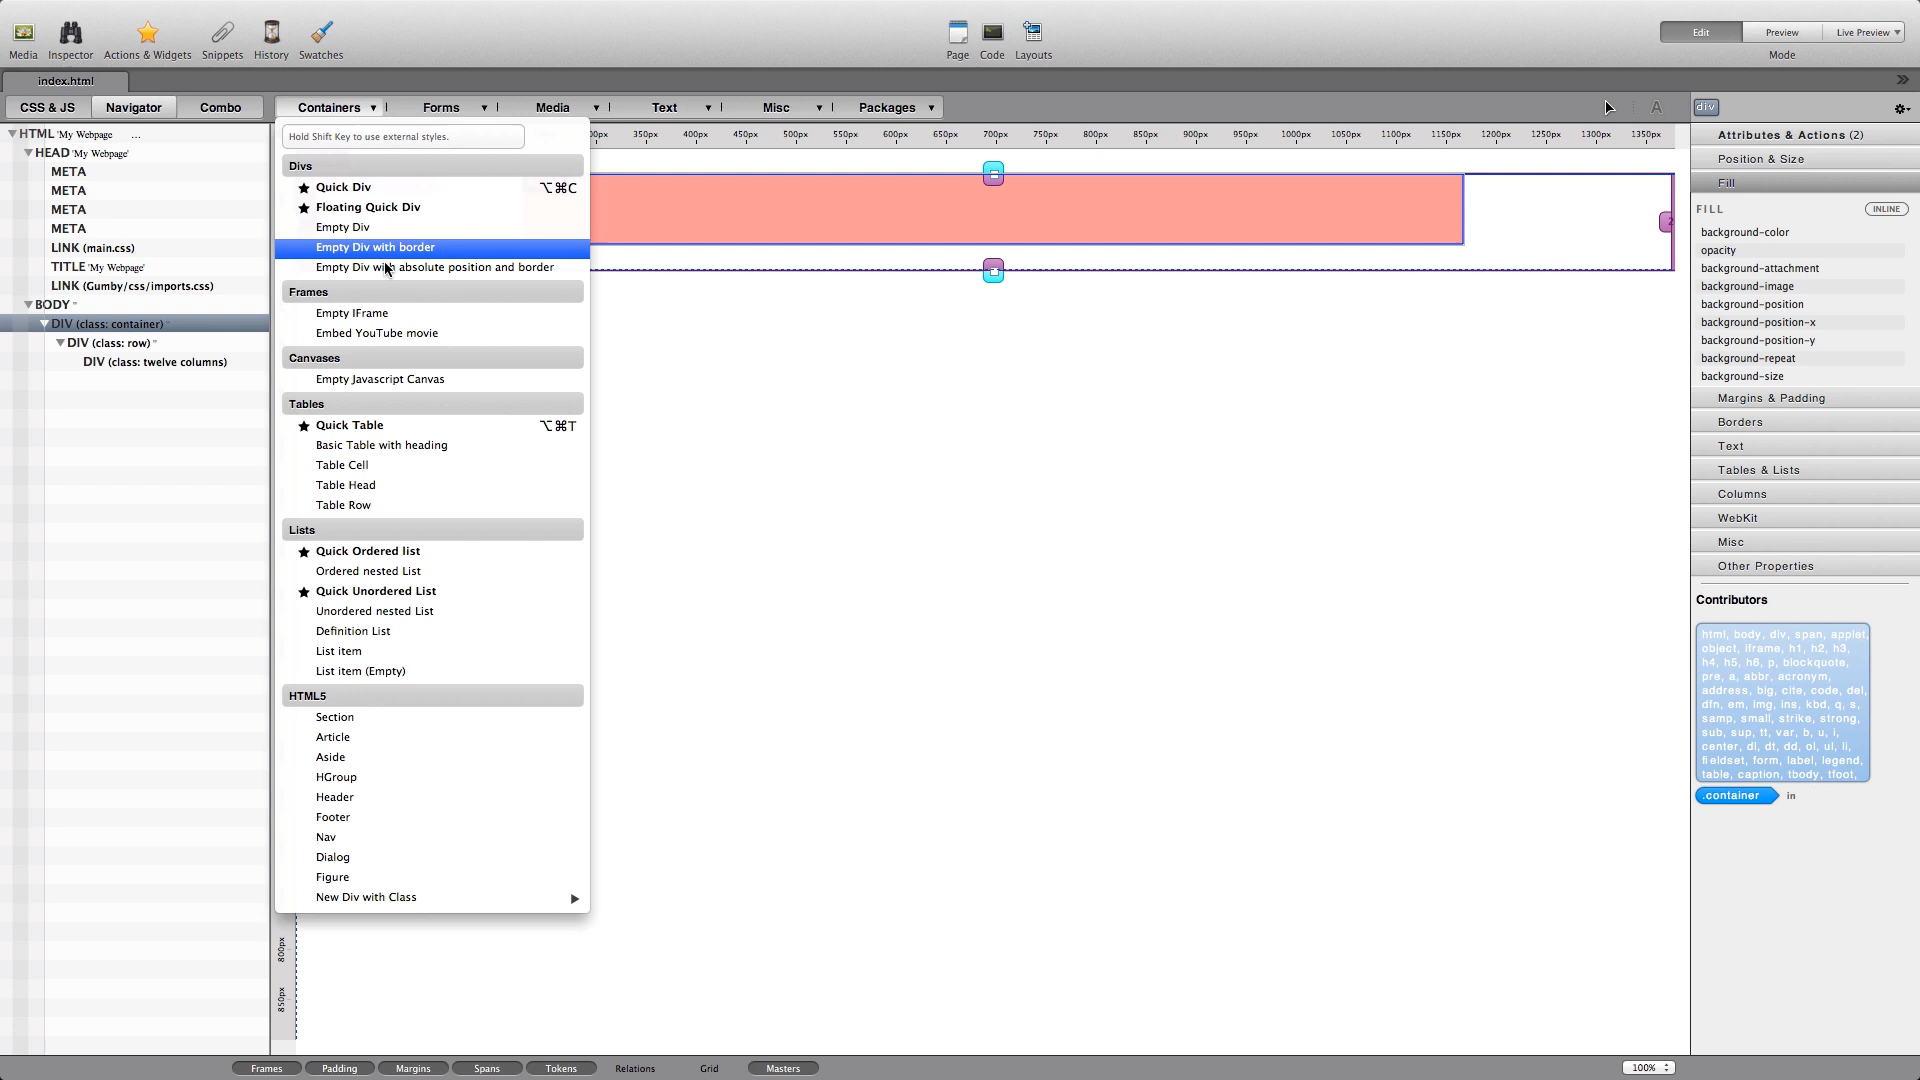 Media Inspector Actions & Widgets Snippets History Swatches Page Code Layouts Edit Preview Live Preview ▼ Mode
index.html
CSS & JS Navigator Combo Containers ▼ Forms ▼ Media ▼ Text ▼ Misc ▼ Packages ▼ A div
HTML 'My Webpage' ...
HEAD 'My Webpage'
META
META
META
META
LINK (main.css)
TITLE 'My Webpage'
LINK (Gumby/css/imports.css)
BODY "
DIV (class: container) "
DIV (class: row) "
DIV (class: twelve columns)
Hold Shift Key to use external styles.
Divs
★ Quick Div ⌥⌘C
★ Floating Quick Div
Empty Div
Empty Div with border
Empty Div with absolute position and border
Frames
Empty IFrame
Embed YouTube movie
Canvases
Empty Javascript Canvas
Tables
★ Quick Table ⌥⌘T
Basic Table with heading
Table Cell
Table Head
Table Row
Lists
★ Quick Ordered list
Ordered nested List
★ Quick Unordered List
Unordered nested List
Definition List
List item
List item (Empty)
HTML5
Section
Article
Aside
HGroup
Header
Footer
Nav
Dialog
Figure
New Div with Class ▶
350px 400px 450px 500px 550px 600px 650px 700px 750px 800px 850px 900px 950px 1000px 1050px 1100px 1150px 1200px 1250px 1300px 1350px
800px
850px
Attributes & Actions (2)
Position & Size
Fill
FILL INLINE
background-color
opacity
background-attachment
background-image
background-position
background-position-x
background-position-y
background-repeat
background-size
Margins & Padding
Borders
Text
Tables & Lists
Columns
WebKit
Misc
Other Properties
Contributors
html, body, div, span, applet,
object, iframe, h1, h2, h3,
h4, h5, h6, p, blockquote,
pre, a, abbr, acronym,
address, big, cite, code, del,
dfn, em, img, ins, kbd, q, s,
samp, small, strike, strong,
sub, sup, tt, var, b, u, i,
center, dl, dt, dd, ol, ul, li,
fieldset, form, label, legend,
table, caption, tbody, tfoot,
.container in
Frames Padding Margins Spans Tokens Relations Grid Masters 100%